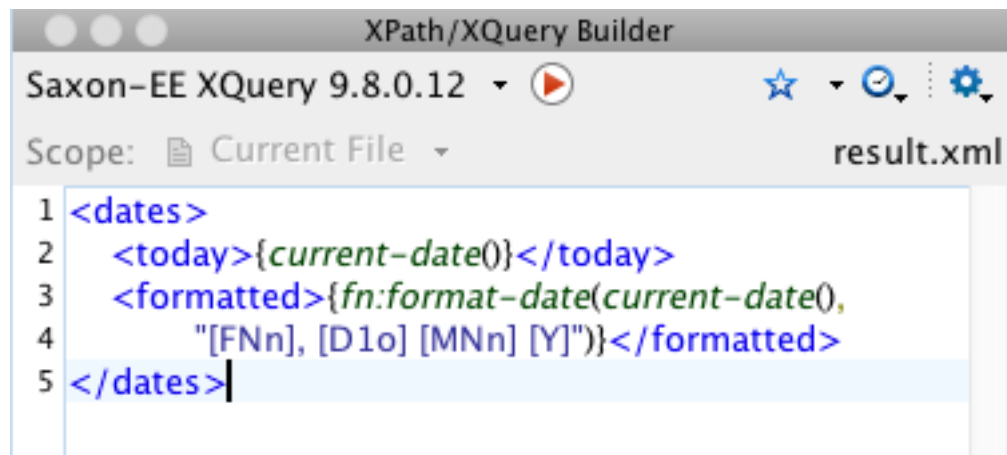 XPath/XQuery Builder
Saxon-EE XQuery 9.8.0.12
Scope: Current File result.xml
1 <dates>
2 <today>{current-date()}</today>
3 <formatted>{fn:format-date(current-date(),
4 "[FNn], [D1o] [MNn] [Y]")}</formatted>
5 </dates>